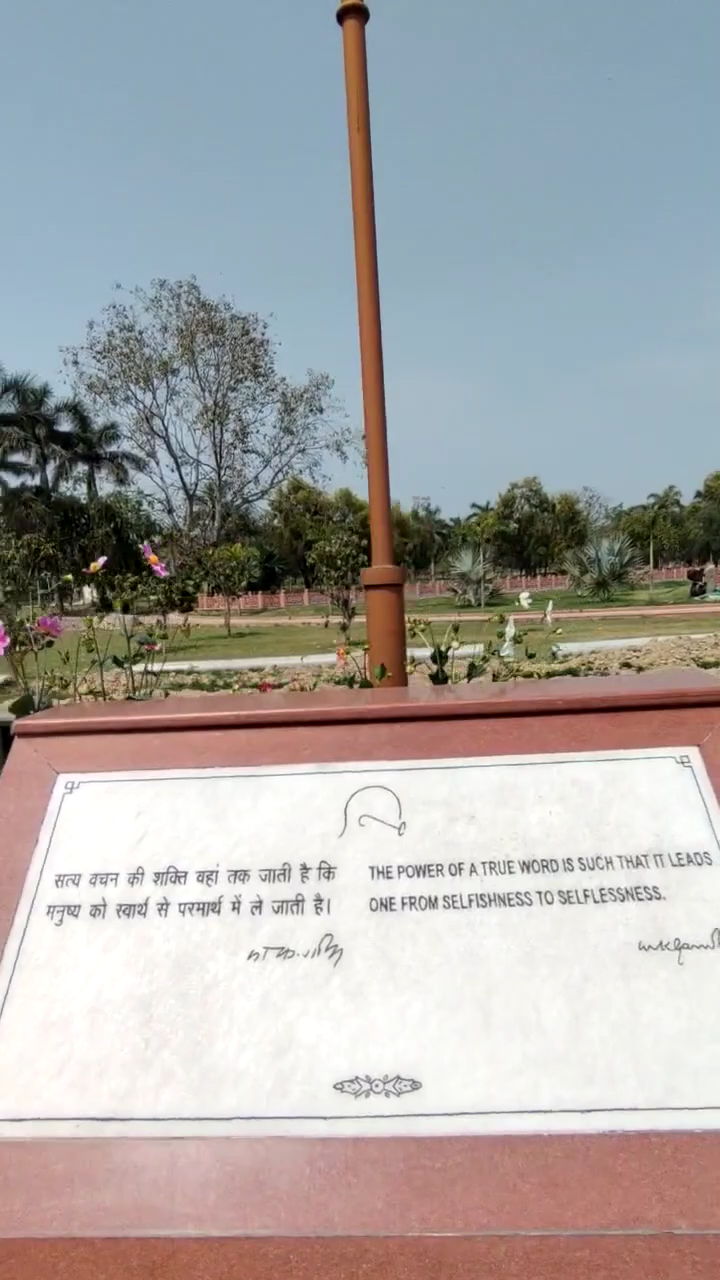 सत्य वचन की शक्ति वहां तक जाती है कि
मनुष्य को स्वार्थ से परमार्थ में ले जाती है।
THE POWER OF A TRUE WORD IS SUCH THAT IT LEADS
ONE FROM SELFISHNESS TO SELFLESSNESS.
mkgandhi